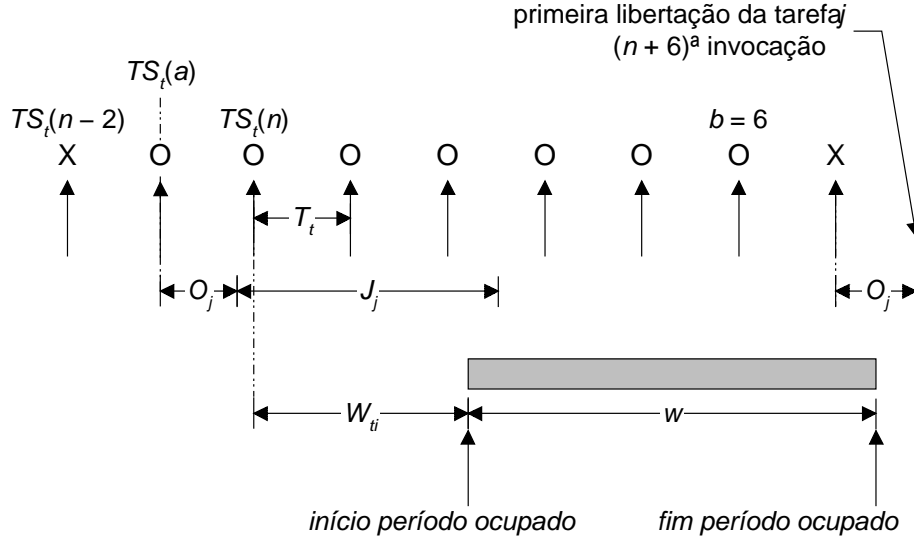 primeira libertação da tarefaj
(n + 6)ª invocação
TS_t(a)
TS_t(n – 2)
TS_t(n)
b = 6
X O O O O O O O X
T_t
O_j
J_j
O_j
W_ti
w
início período ocupado
fim período ocupado